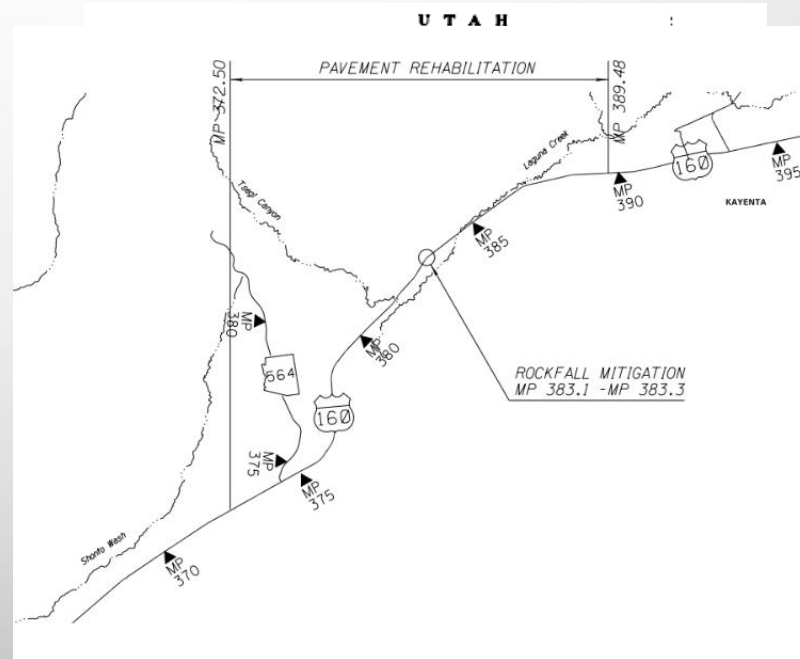 UTAH
PAVEMENT REHABILITATION
MP 372.50
MP 389.48
Laguna Creek
160
MP
395
MP
390
KAYENTA
Tsegi Canyon
MP
385
MP
380
MP
380
564
ROCKFALL MITIGATION
MP 383.1 -MP 383.3
160
MP
375
MP
375
Shonto Wash
MP
370